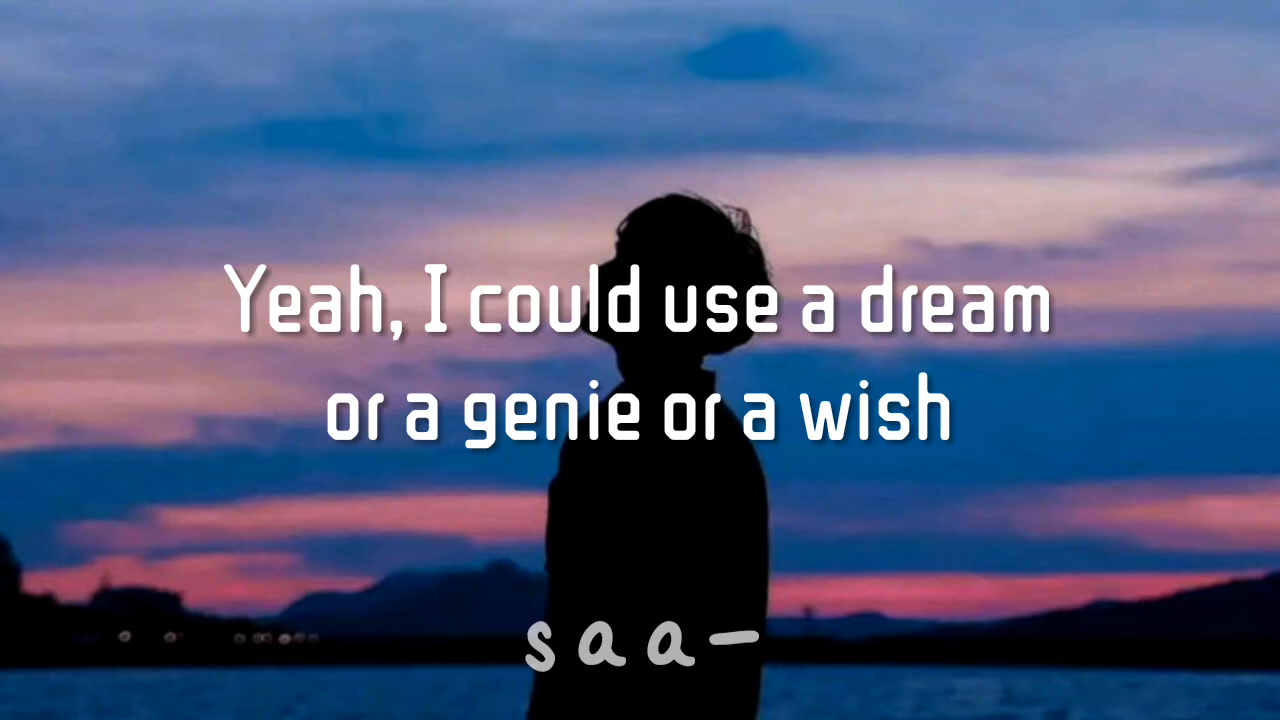 Yeah, I could use a dream
or a genie or a wish
saa-